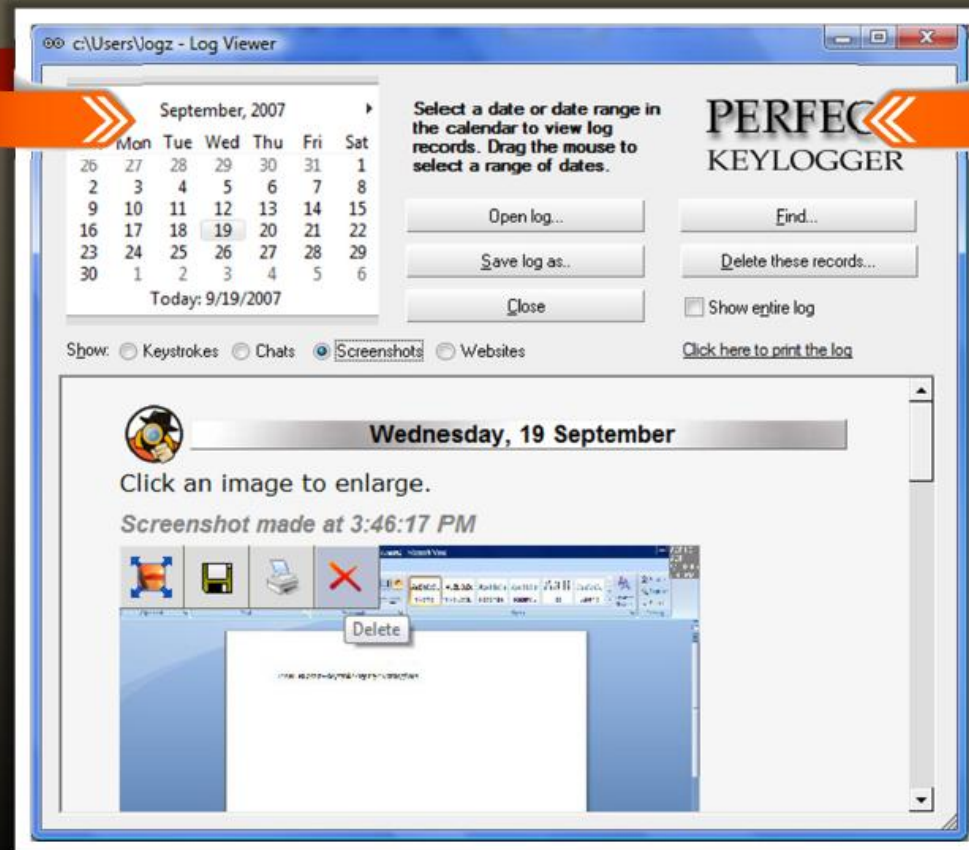 c:\Users\logz - Log Viewer
September, 2007
Mon Tue Wed Thu Fri Sat
26 27 28 29 30 31 1
2 3 4 5 6 7 8
9 10 11 12 13 14 15
16 17 18 19 20 21 22
23 24 25 26 27 28 29
30 1 2 3 4 5 6
Today: 9/19/2007
Select a date or date range in
the calendar to view log
records. Drag the mouse to
select a range of dates.
PERFEC
KEYLOGGER
Open log...
Find...
Save log as..
Delete these records...
Close
Show entire log
Show: Keystrokes Chats Screenshots Websites
Click here to print the log
Wednesday, 19 September
Click an image to enlarge.
Screenshot made at 3:46:17 PM
Delete